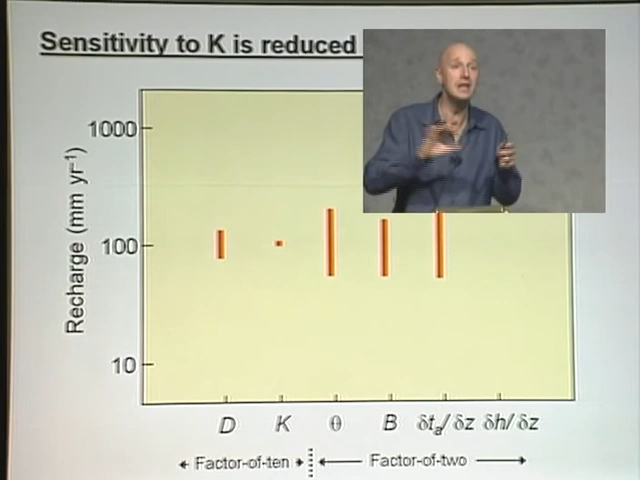 Sensitivity to K is reduced
Recharge (mm yr⁻¹)
1000
100
10
D K θ B δtₐ/δz δh/δz
Factor-of-ten Factor-of-two